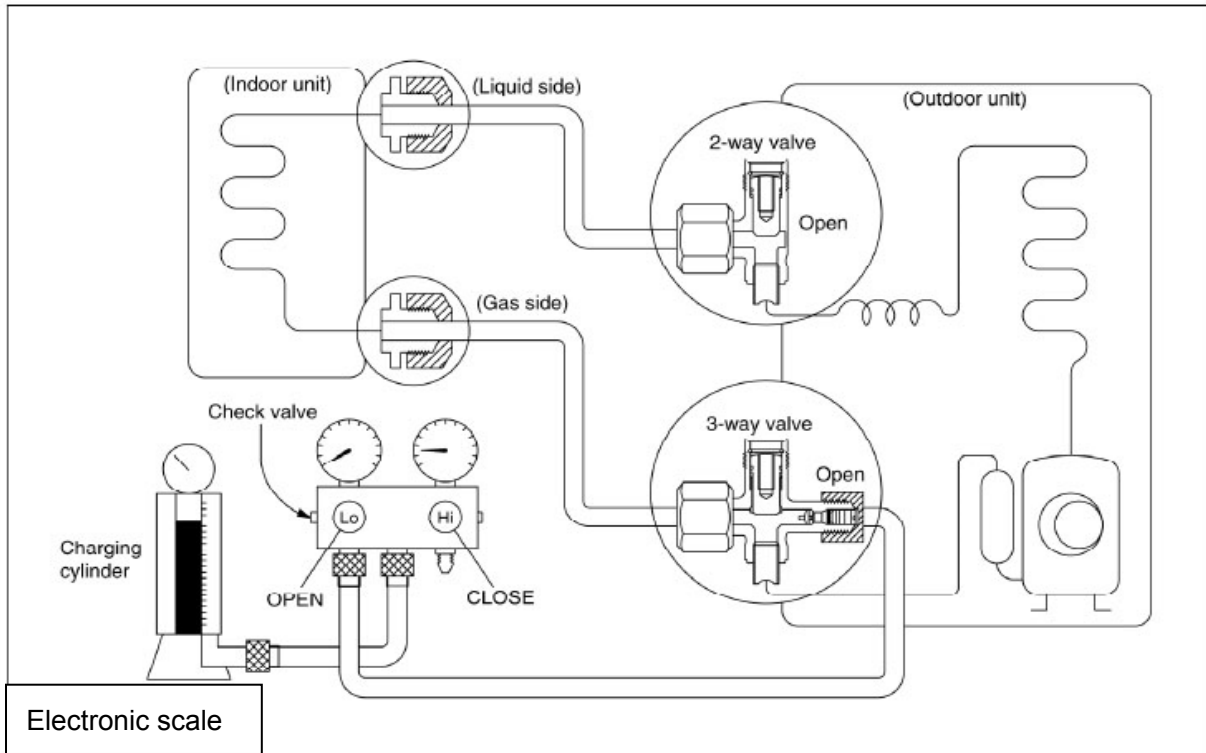 (Indoor unit)
(Liquid side)
(Outdoor unit)
2-way valve
Open
(Gas side)
Check valve
3-way valve
Open
Lo
Hi
Charging
cylinder
OPEN
CLOSE
Electronic scale